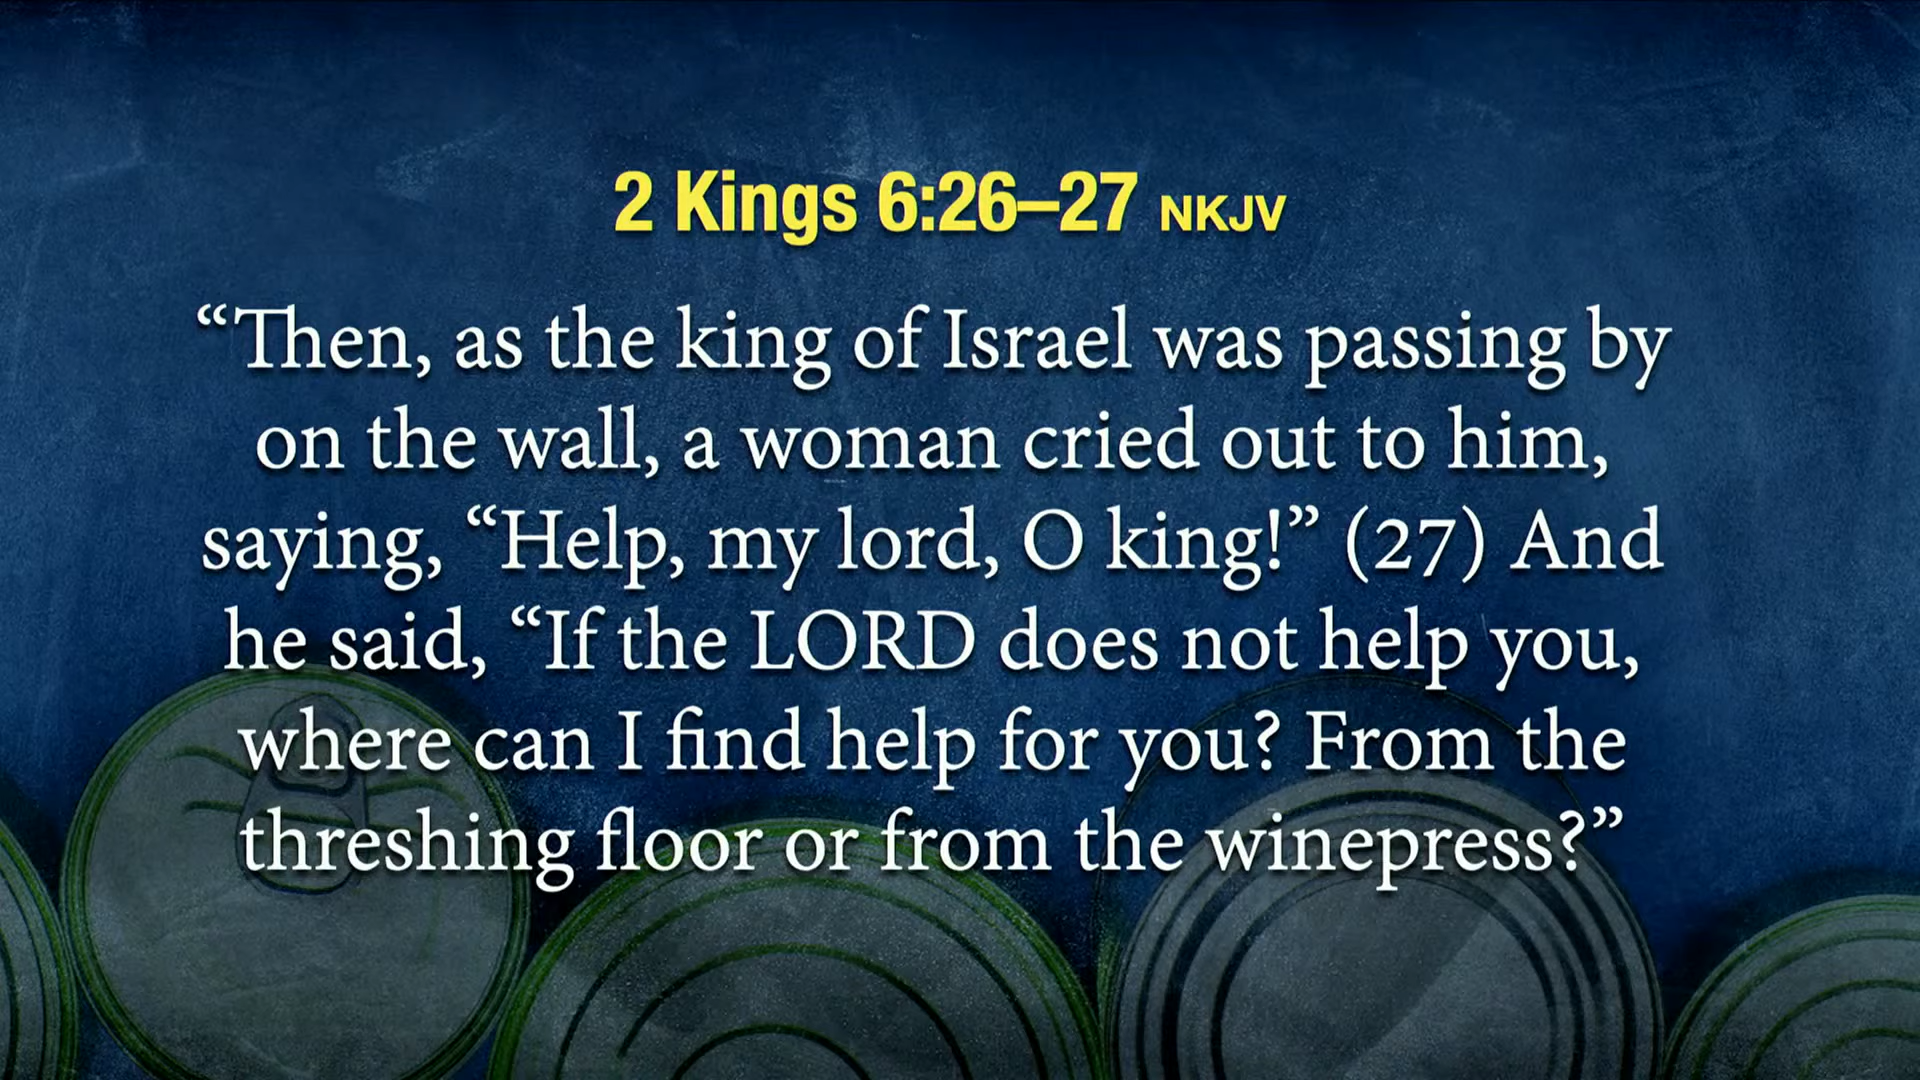 2 Kings 6:26–27 NKJV
“Then, as the king of Israel was passing by
on the wall, a woman cried out to him,
saying, “Help, my lord, O king!” (27) And
he said, “If the LORD does not help you,
where can I find help for you? From the
threshing floor or from the winepress?”